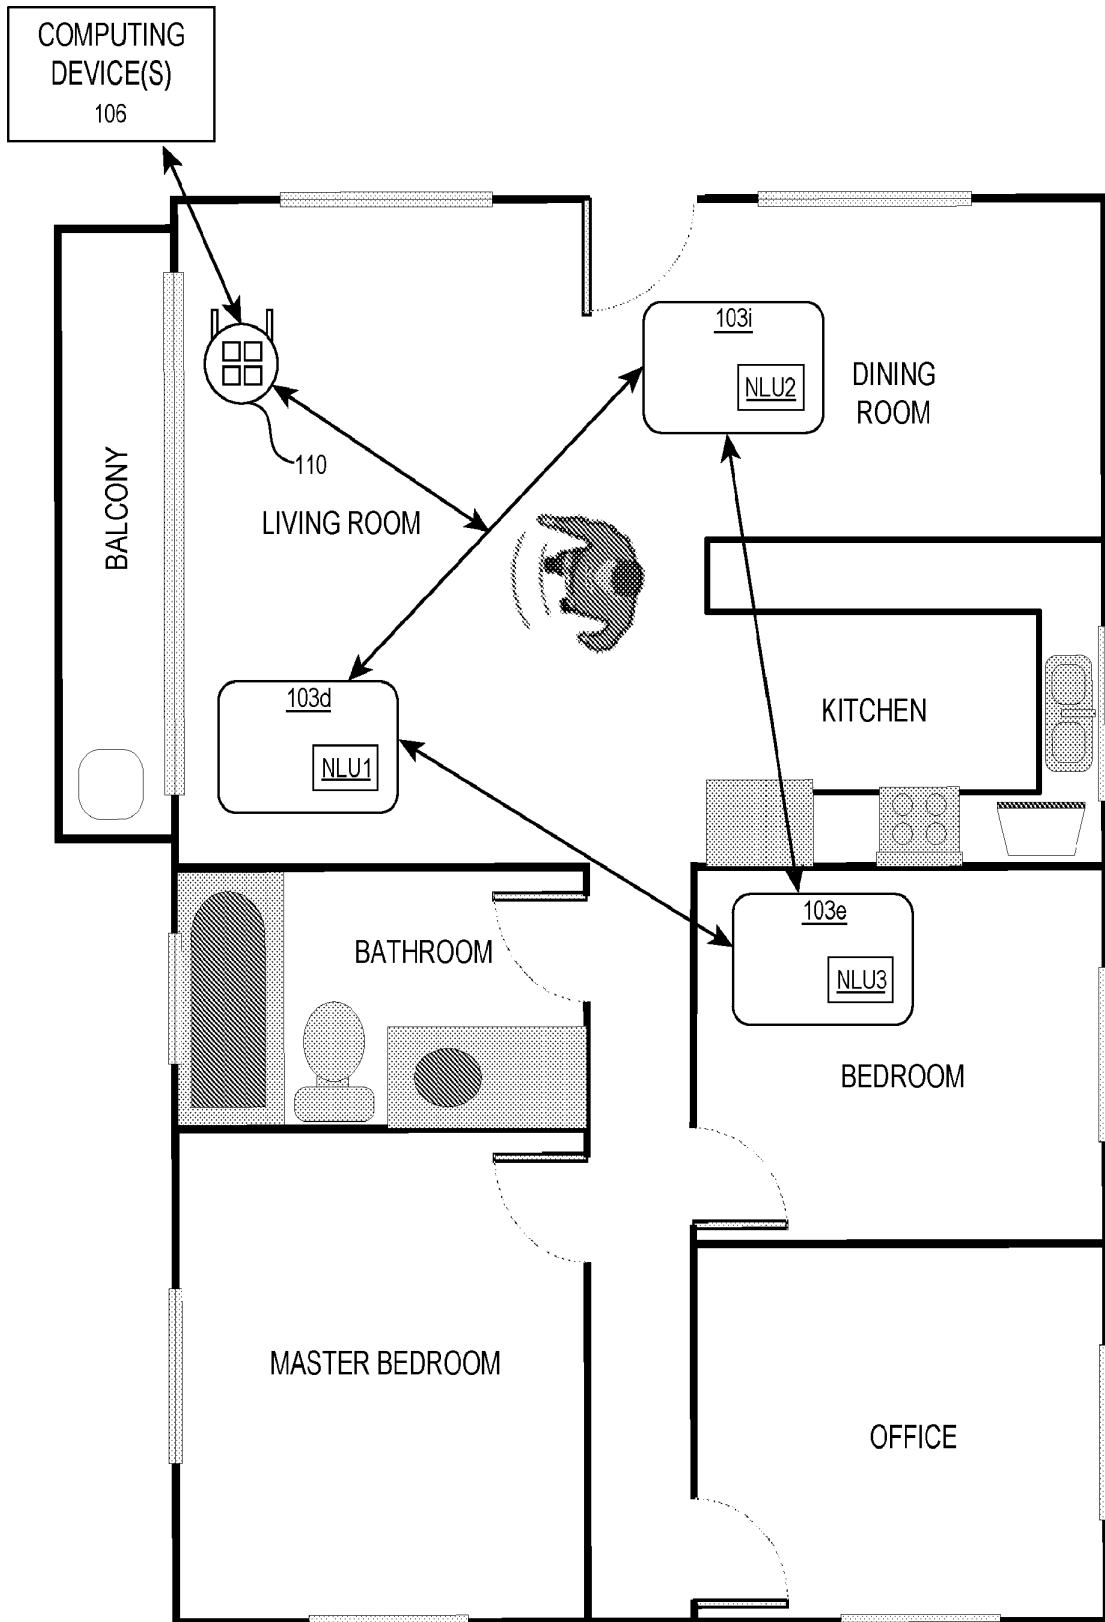 COMPUTING
DEVICE(S)
106
103i
NLU2
DINING
ROOM
110
LIVING ROOM
BALCONY
103d
NLU1
KITCHEN
103e
NLU3
BATHROOM
BEDROOM
MASTER BEDROOM
OFFICE